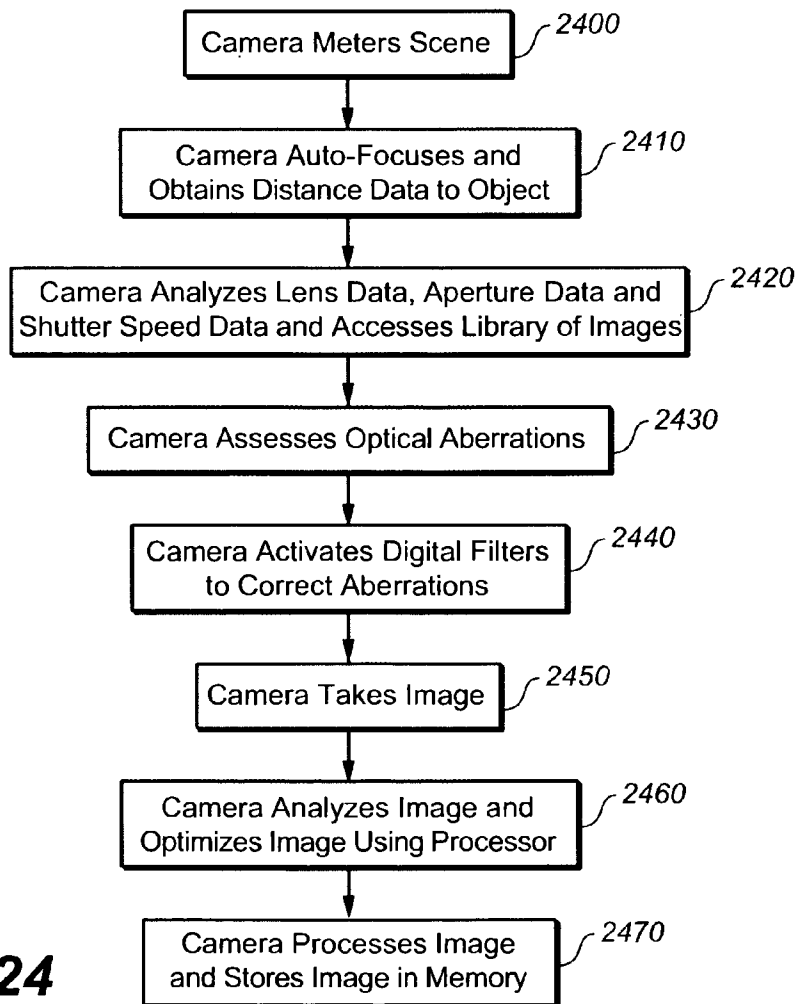 Camera Meters Scene
2400
Camera Auto-Focuses and
Obtains Distance Data to Object
2410
Camera Analyzes Lens Data, Aperture Data and
Shutter Speed Data and Accesses Library of Images
2420
Camera Assesses Optical Aberrations
2430
Camera Activates Digital Filters
to Correct Aberrations
2440
Camera Takes Image
2450
Camera Analyzes Image and
Optimizes Image Using Processor
2460
Camera Processes Image
and Stores Image in Memory
2470
24